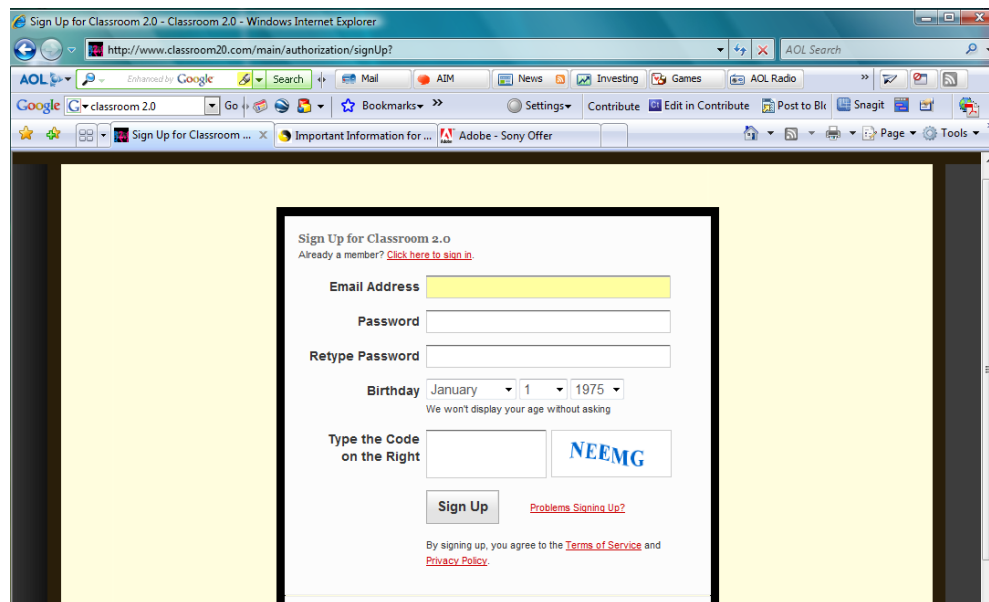 Sign Up for Classroom 2.0 - Classroom 2.0 - Windows Internet Explorer
http://www.classroom20.com/main/authorization/signUp?
AOL Search
AOL Enhanced by Google Search Mail AIM News Investing Games AOL Radio »
Google G classroom 2.0 Go Bookmarks » Settings Contribute Edit in Contribute Post to Blo Snagit
Sign Up for Classroom ... X Important Information for ... Adobe - Sony Offer Page Tools
Sign Up for Classroom 2.0
Already a member? Click here to sign in.
Email Address
Password
Retype Password
Birthday January 1 1975
We won't display your age without asking
Type the Code
on the Right
NEEMG
Sign Up Problems Signing Up?
By signing up, you agree to the Terms of Service and
Privacy Policy.